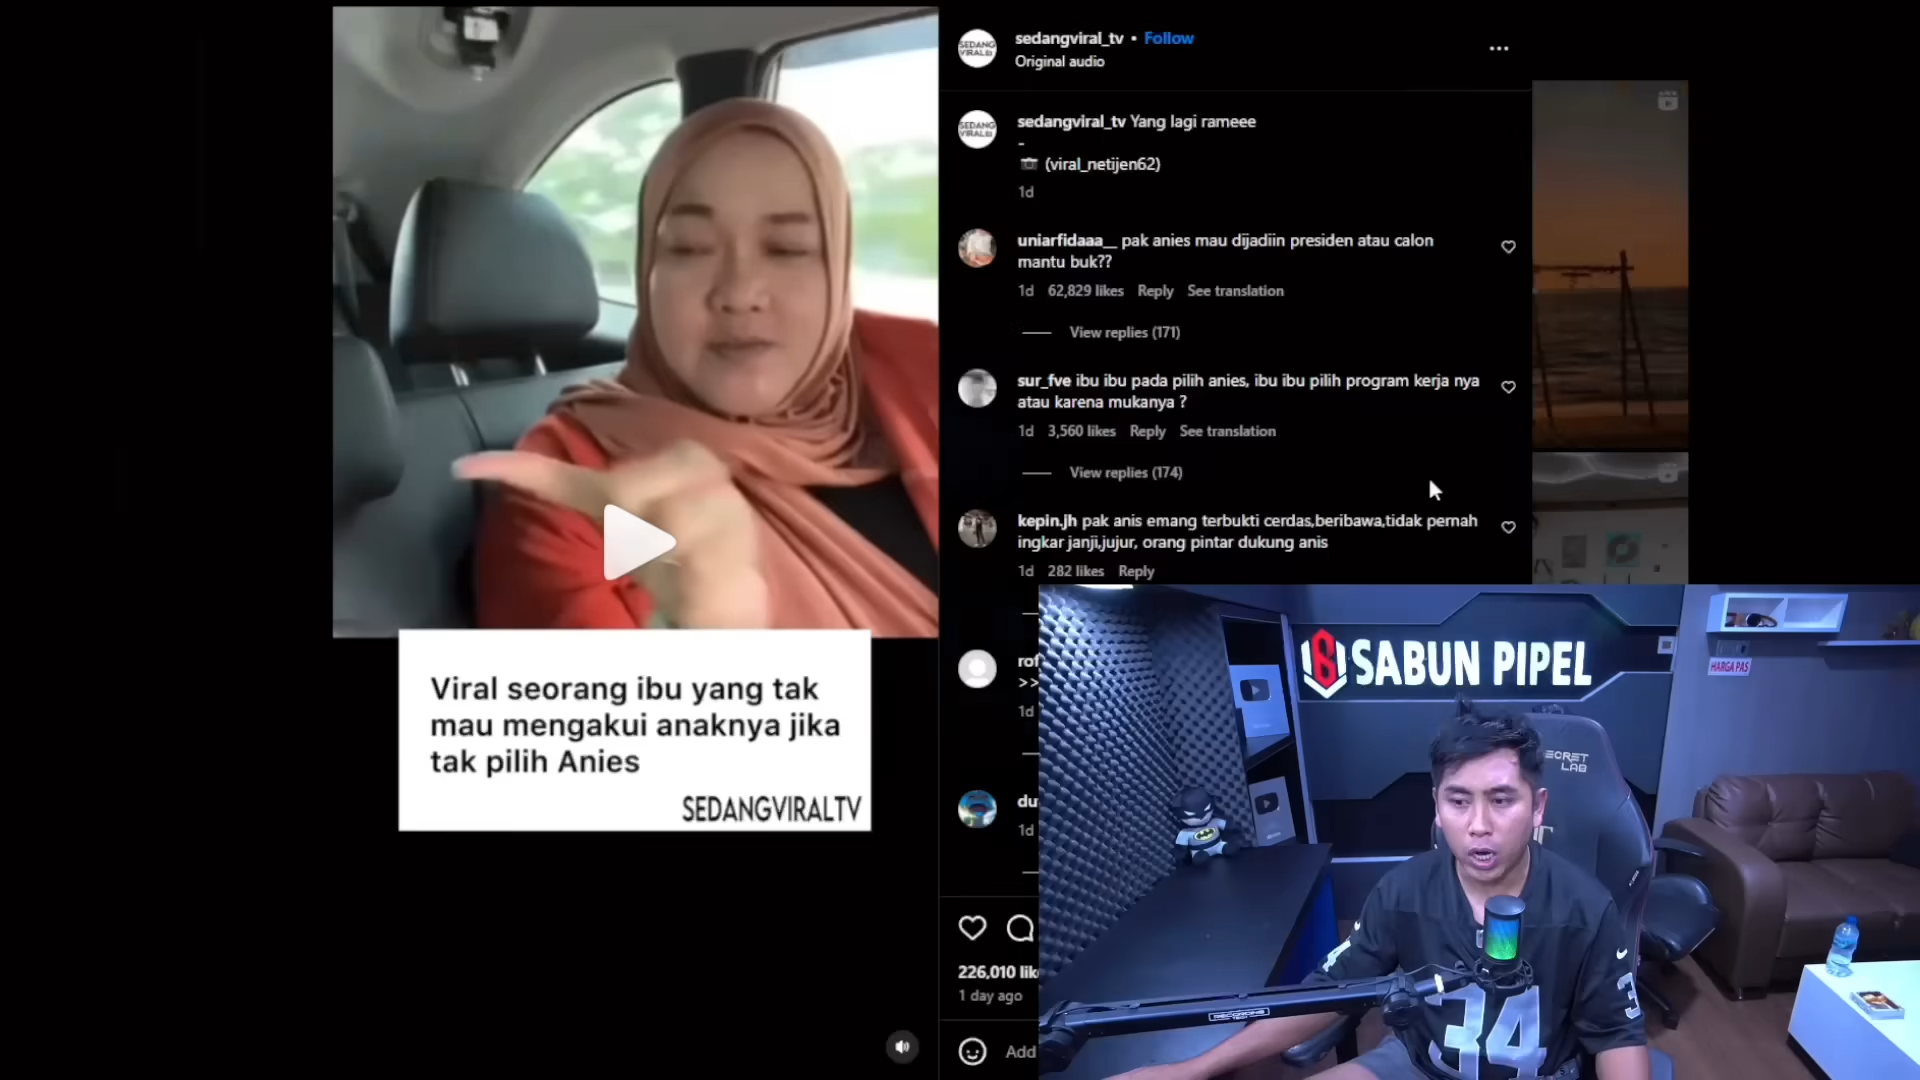 sedangviral_tv • Follow
Original audio
sedangviral_tv Yang lagi rameee
-
(viral_netijen62)
1d
uniarfidaaa__ pak anies mau dijadiin presiden atau calon
mantu buk??
1d 62,829 likes Reply See translation
View replies (171)
sur_fve ibu ibu pada pilih anies, ibu ibu pilih program kerja nya
atau karena mukanya ?
1d 3,560 likes Reply See translation
View replies (174)
kepin.jh pak anis emang terbukti cerdas,beribawa,tidak pernah
ingkar janji,jujur, orang pintar dukung anis
1d 282 likes Reply
>>
1d
1d
226,010
1 day ago
Add
Viral seorang ibu yang tak
mau mengakui anaknya jika
tak pilih Anies
SEDANGVIRALTV
SABUN PIPEL
HARGA PAS
SECRET
LAB
34
3